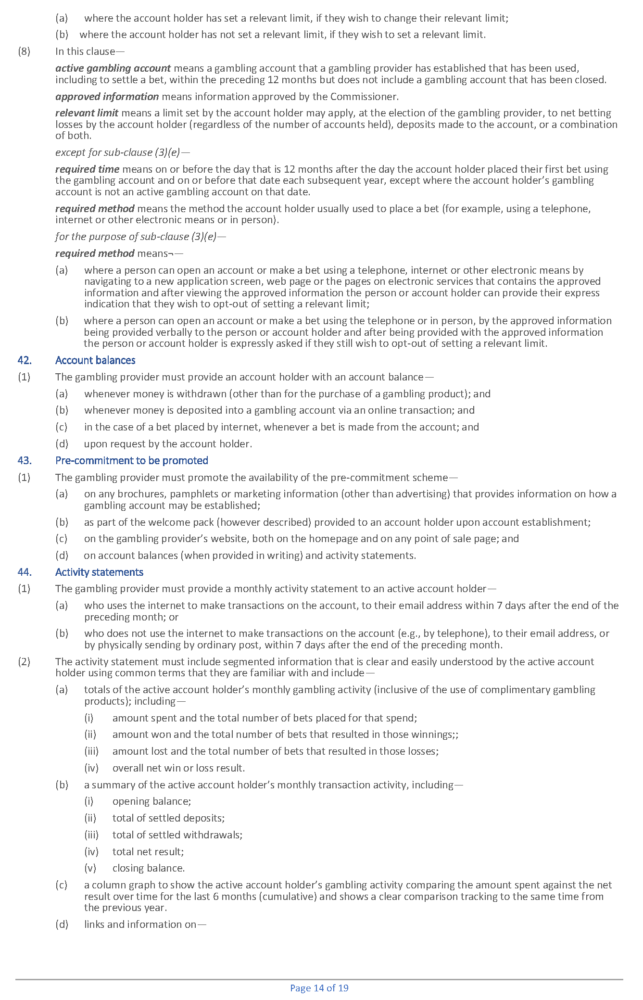 (a) where the account holder has set a relevant limit, if they wish to change their relevant limit;
(b) where the account holder has not set a relevant limit, if they wish to set a relevant limit.
(8) In this clause—
active gambling account means a gambling account that a gambling provider has established that has been used,
including to settle a bet, within the preceding 12 months but does not include a gambling account that has been closed.
approved information means information approved by the Commissioner.
relevant limit means a limit set by the account holder may apply, at the election of the gambling provider, to net betting
losses by the account holder (regardless of the number of accounts held), deposits made to the account, or a combination
of both.
except for sub-clause (3)(e)—
required time means on or before the day that is 12 months after the day the account holder placed their first bet using
the gambling account and on or before that date each subsequent year, except where the account holder’s gambling
account is not an active gambling account on that date.
required method means the method the account holder usually used to place a bet (for example, using a telephone,
internet or other electronic means or in person).
for the purpose of sub-clause (3)(e)—
required method means¬—
(a) where a person can open an account or make a bet using a telephone, internet or other electronic means by
navigating to a new application screen, web page or the pages on electronic services that contains the approved
information and after viewing the approved information the person or account holder can provide their express
indication that they wish to opt-out of setting a relevant limit;
(b) where a person can open an account or make a bet using the telephone or in person, by the approved information
being provided verbally to the person or account holder and after being provided with the approved information
the person or account holder is expressly asked if they still wish to opt-out of setting a relevant limit.
42. Account balances
(1) The gambling provider must provide an account holder with an account balance—
(a) whenever money is withdrawn (other than for the purchase of a gambling product); and
(b) whenever money is deposited into a gambling account via an online transaction; and
(c) in the case of a bet placed by internet, whenever a bet is made from the account; and
(d) upon request by the account holder.
43. Pre-commitment to be promoted
(1) The gambling provider must promote the availability of the pre-commitment scheme—
(a) on any brochures, pamphlets or marketing information (other than advertising) that provides information on how a
gambling account may be established;
(b) as part of the welcome pack (however described) provided to an account holder upon account establishment;
(c) on the gambling provider’s website, both on the homepage and on any point of sale page; and
(d) on account balances (when provided in writing) and activity statements.
44. Activity statements
(1) The gambling provider must provide a monthly activity statement to an active account holder—
(a) who uses the internet to make transactions on the account, to their email address within 7 days after the end of the
preceding month; or
(b) who does not use the internet to make transactions on the account (e.g., by telephone), to their email address, or
by physically sending by ordinary post, within 7 days after the end of the preceding month.
(2) The activity statement must include segmented information that is clear and easily understood by the active account
holder using common terms that they are familiar with and include—
(a) totals of the active account holder’s monthly gambling activity (inclusive of the use of complimentary gambling
products); including—
(i) amount spent and the total number of bets placed for that spend;
(ii) amount won and the total number of bets that resulted in those winnings;;
(iii) amount lost and the total number of bets that resulted in those losses;
(iv) overall net win or loss result.
(b) a summary of the active account holder’s monthly transaction activity, including—
(i) opening balance;
(ii) total of settled deposits;
(iii) total of settled withdrawals;
(iv) total net result;
(v) closing balance.
(c) a column graph to show the active account holder’s gambling activity comparing the amount spent against the net
result over time for the last 6 months (cumulative) and shows a clear comparison tracking to the same time from
the previous year.
(d) links and information on—
Page 14 of 19